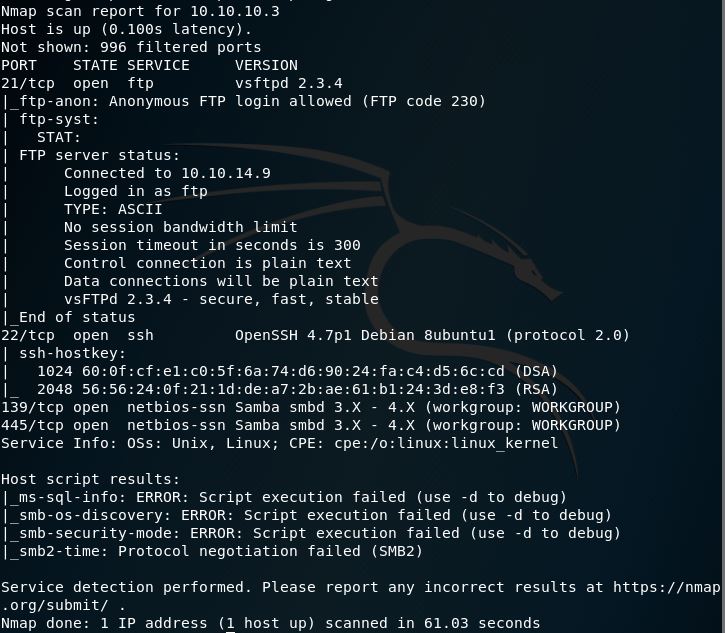 Nmap scan report for 10.10.10.3
Host is up (0.100s latency).
Not shown: 996 filtered ports
PORT    STATE SERVICE     VERSION
21/tcp  open  ftp         vsftpd 2.3.4
|_ftp-anon: Anonymous FTP login allowed (FTP code 230)
| ftp-syst:
|   STAT:
| FTP server status:
|      Connected to 10.10.14.9
|      Logged in as ftp
|      TYPE: ASCII
|      No session bandwidth limit
|      Session timeout in seconds is 300
|      Control connection is plain text
|      Data connections will be plain text
|      vsFTPd 2.3.4 - secure, fast, stable
|_End of status
22/tcp  open  ssh         OpenSSH 4.7p1 Debian 8ubuntu1 (protocol 2.0)
| ssh-hostkey:
|   1024 60:0f:cf:e1:c0:5f:6a:74:d6:90:24:fa:c4:d5:6c:cd (DSA)
|_  2048 56:56:24:0f:21:1d:de:a7:2b:ae:61:b1:24:3d:e8:f3 (RSA)
139/tcp open  netbios-ssn Samba smbd 3.X - 4.X (workgroup: WORKGROUP)
445/tcp open  netbios-ssn Samba smbd 3.X - 4.X (workgroup: WORKGROUP)
Service Info: OSs: Unix, Linux; CPE: cpe:/o:linux:linux_kernel

Host script results:
|_ms-sql-info: ERROR: Script execution failed (use -d to debug)
|_smb-os-discovery: ERROR: Script execution failed (use -d to debug)
|_smb-security-mode: ERROR: Script execution failed (use -d to debug)
|_smb2-time: Protocol negotiation failed (SMB2)

Service detection performed. Please report any incorrect results at https://nmap
.org/submit/ .
Nmap done: 1 IP address (1 host up) scanned in 61.03 seconds